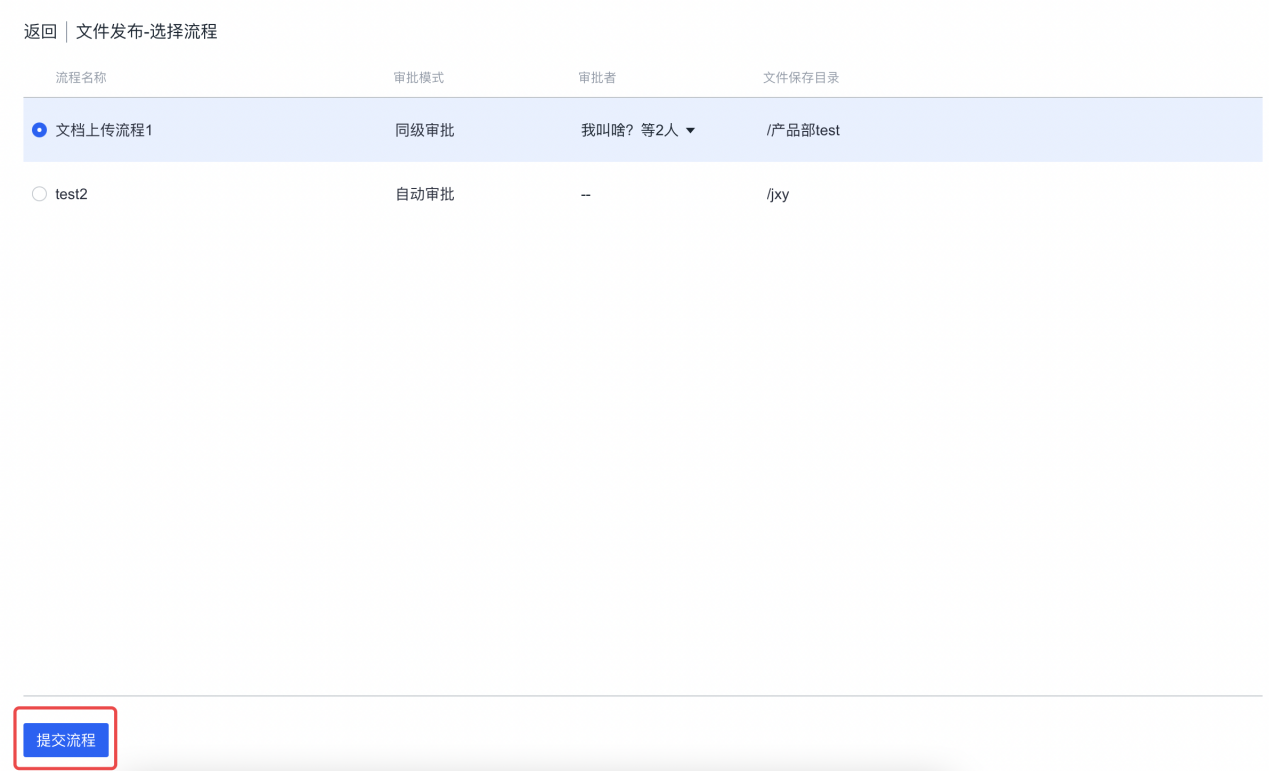 返回 文件发布-选择流程
流程名称 审批模式 审批者 文件保存目录
文档上传流程1 同级审批 我叫啥？等2人 /产品部test
test2 自动审批 -- /jxy
提交流程